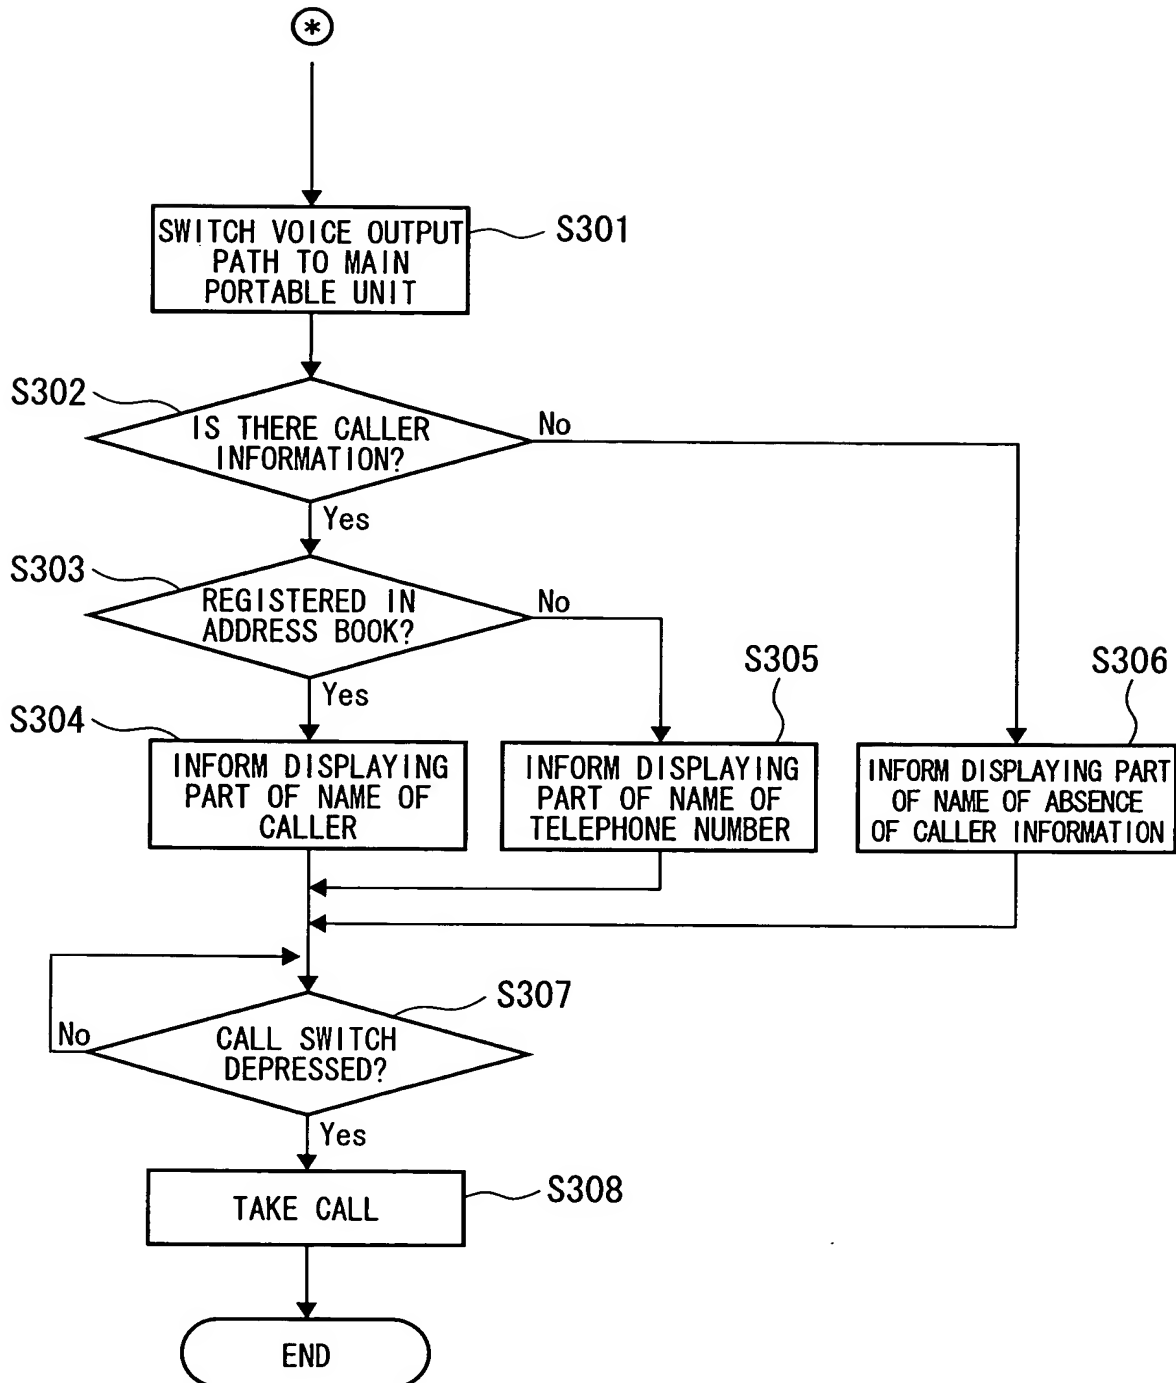 *
SWITCH VOICE OUTPUT
PATH TO MAIN
PORTABLE UNIT
S301
S302
IS THERE CALLER
INFORMATION?
No
Yes
S303
REGISTERED IN
ADDRESS BOOK?
No
Yes
S304
INFORM DISPLAYING
PART OF NAME OF
CALLER
S305
INFORM DISPLAYING
PART OF NAME OF
TELEPHONE NUMBER
S306
INFORM DISPLAYING PART
OF NAME OF ABSENCE
OF CALLER INFORMATION
S307
CALL SWITCH
DEPRESSED?
No
Yes
TAKE CALL
S308
END